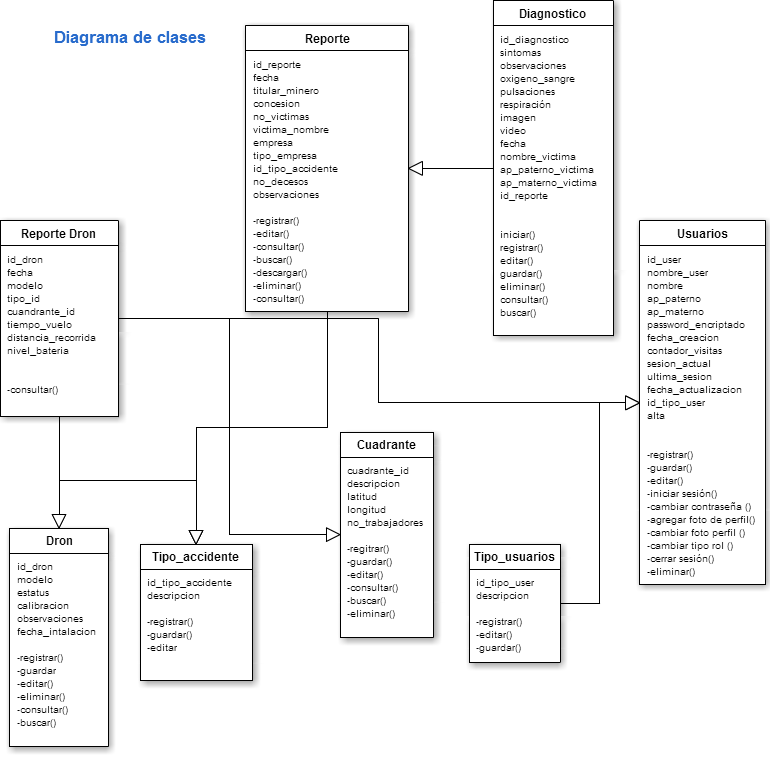 Diagrama de clases
Reporte
id_reporte
fecha
titular_minero
concesion
no_victimas
victima_nombre
empresa
tipo_empresa
id_tipo_accidente
no_decesos
observaciones
-registrar()
-editar()
-consultar()
-buscar()
-descargar()
-eliminar()
-consultar()
Diagnostico
id_diagnostico
sintomas
observaciones
oxigeno_sangre
pulsaciones
respiración
imagen
video
fecha
nombre_victima
ap_paterno_victima
ap_materno_victima
id_reporte
iniciar()
registrar()
editar()
guardar()
eliminar()
consultar()
buscar()
Reporte Dron
id_dron
fecha
modelo
tipo_id
cuandrante_id
tiempo_vuelo
distancia_recorrida
nivel_bateria
-consultar()
Usuarios
id_user
nombre_user
nombre
ap_paterno
ap_materno
password_encriptado
fecha_creacion
contador_visitas
sesion_actual
ultima_sesion
fecha_actualizacion
id_tipo_user
alta
-registrar()
-guardar()
-editar()
-iniciar sesión()
-cambiar contraseña ()
-agregar foto de perfil()
-cambiar foto perfil ()
-cambiar tipo rol ()
-cerrar sesión()
-eliminar()
Cuadrante
cuadrante_id
descripcion
latitud
longitud
no_trabajadores
-regitrar()
-guardar()
-editar()
-consultar()
-buscar()
-eliminar()
Dron
id_dron
modelo
estatus
calibracion
observaciones
fecha_intalacion
-registrar()
-guardar
-editar()
-eliminar()
-consultar()
-buscar()
Tipo_accidente
id_tipo_accidente
descripcion
-registrar()
-guardar()
-editar
Tipo_usuarios
id_tipo_user
descripcion
-registrar()
-editar()
-guardar()